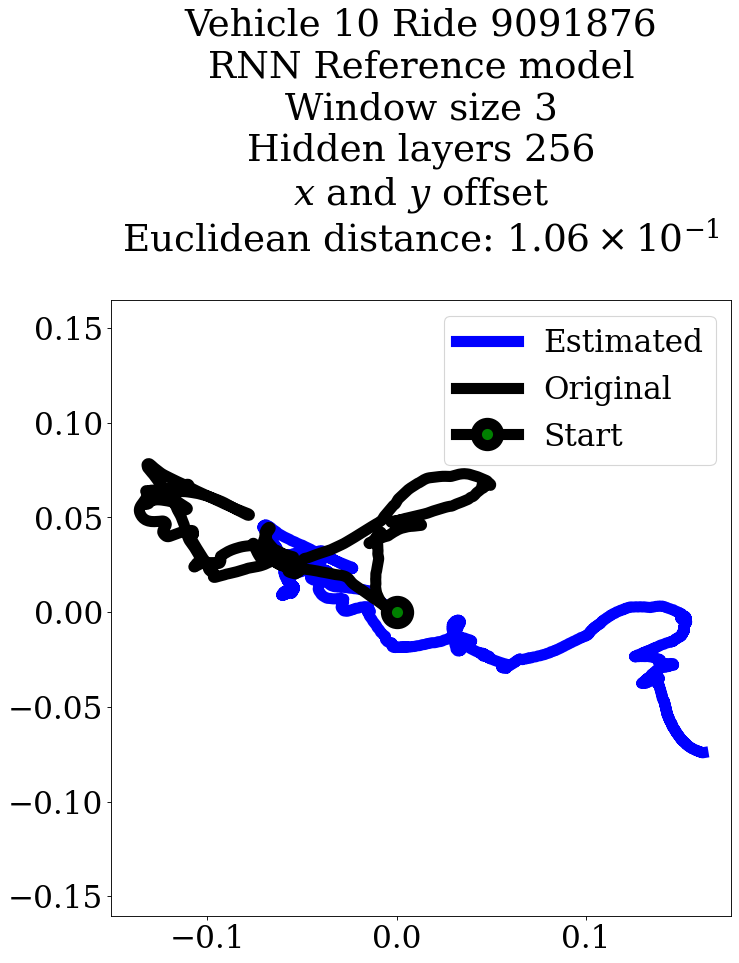 Vehicle 10 Ride 9091876
RNN Reference model
Window size 3
Hidden layers 256
x and y offset
Euclidean distance: 1.06 × 10⁻¹
Estimated
Original
Start
0.15
0.10
0.05
0.00
−0.05
−0.10
−0.15
−0.1 0.0 0.1